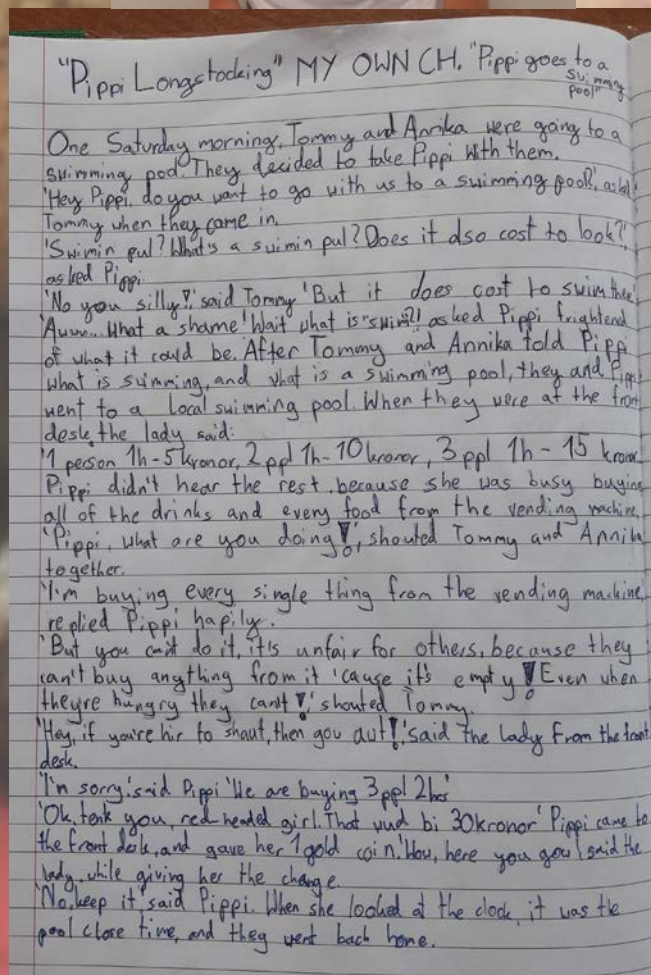 "Pippi Longstocking" MY OWN CH. "Pippi goes to a
swimming
pool"
One Saturday morning, Tommy and Annika were going to a
swimming pool. They decided to take Pippi with them.
'Hey Pippi, do you want to go with us to a swimming pool?', asked
Tommy when they came in.
'Swimin pul? What's a suimin pul? Does it also cost to look?'
asked Pippi.
'No you silly!', said Tommy 'But it does cost to swim there'
'Auww... What a shame! Wait what is "swim"?! asked Pippi frightend
of what it could be. After Tommy and Annika told Pippi
what is swimming, and what is a swimming pool, they and Pippi
went to a local swimming pool. When they were at the front
desk, the lady said:
'1 person 1h - 5 kronor, 2 ppl 1h - 10 kronor, 3 ppl 1h - 15 kronor
Pippi didn't hear the rest, because she was busy buying
all of the drinks and every food from the vending machine.
'Pippi, what are you doing!', shouted Tommy and Annika
together.
'I'm buying every single thing from the vending machine,
replied Pippi hapily.
'But you can't do it, it's unfair for others, because they
can't buy anything from it 'cause it's empty! Even when
they're hungry they can't!' shouted Tommy.
'Hey, if you're hir to shaut, then gou aut!' said the lady from the front
desk.
'I'm sorry.' said Pippi 'We are buying 3 ppl 2 hrs'
'Ok, tenk you, red-headed girl. That vud bi 30 kronor' Pippi came to
the front desk, and gave her 1 gold coin. 'Wow, here you gou' said the
lady, while giving her the change.
'No, keep it', said Pippi. When she looked at the clock, it was the
pool close time, and they went back home.